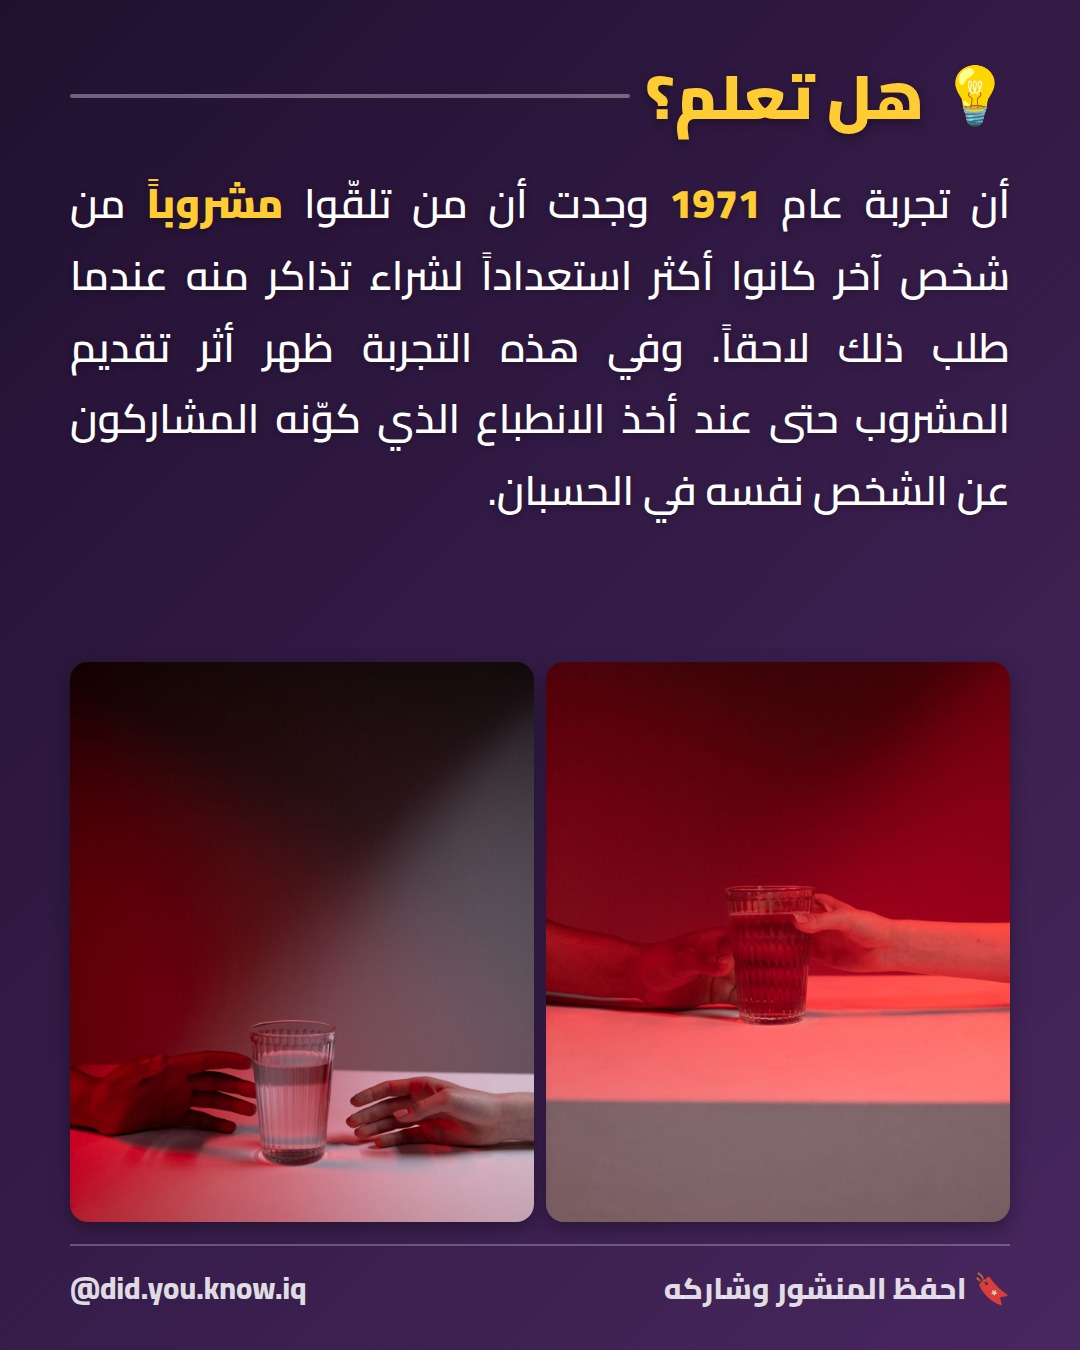 هل تعلم؟
أن تجربة عام 1971 وجدت أن من تلقّوا مشروباً من
شخص آخر كانوا أكثر استعداداً لشراء تذاكر منه عندما
طلب ذلك لاحقاً. وفي هذه التجربة ظهر أثر تقديم
المشروب حتى عند أخذ الانطباع الذي كوّنه المشاركون
عن الشخص نفسه في الحسبان.
احفظ المنشور وشاركه
@did.you.know.iq